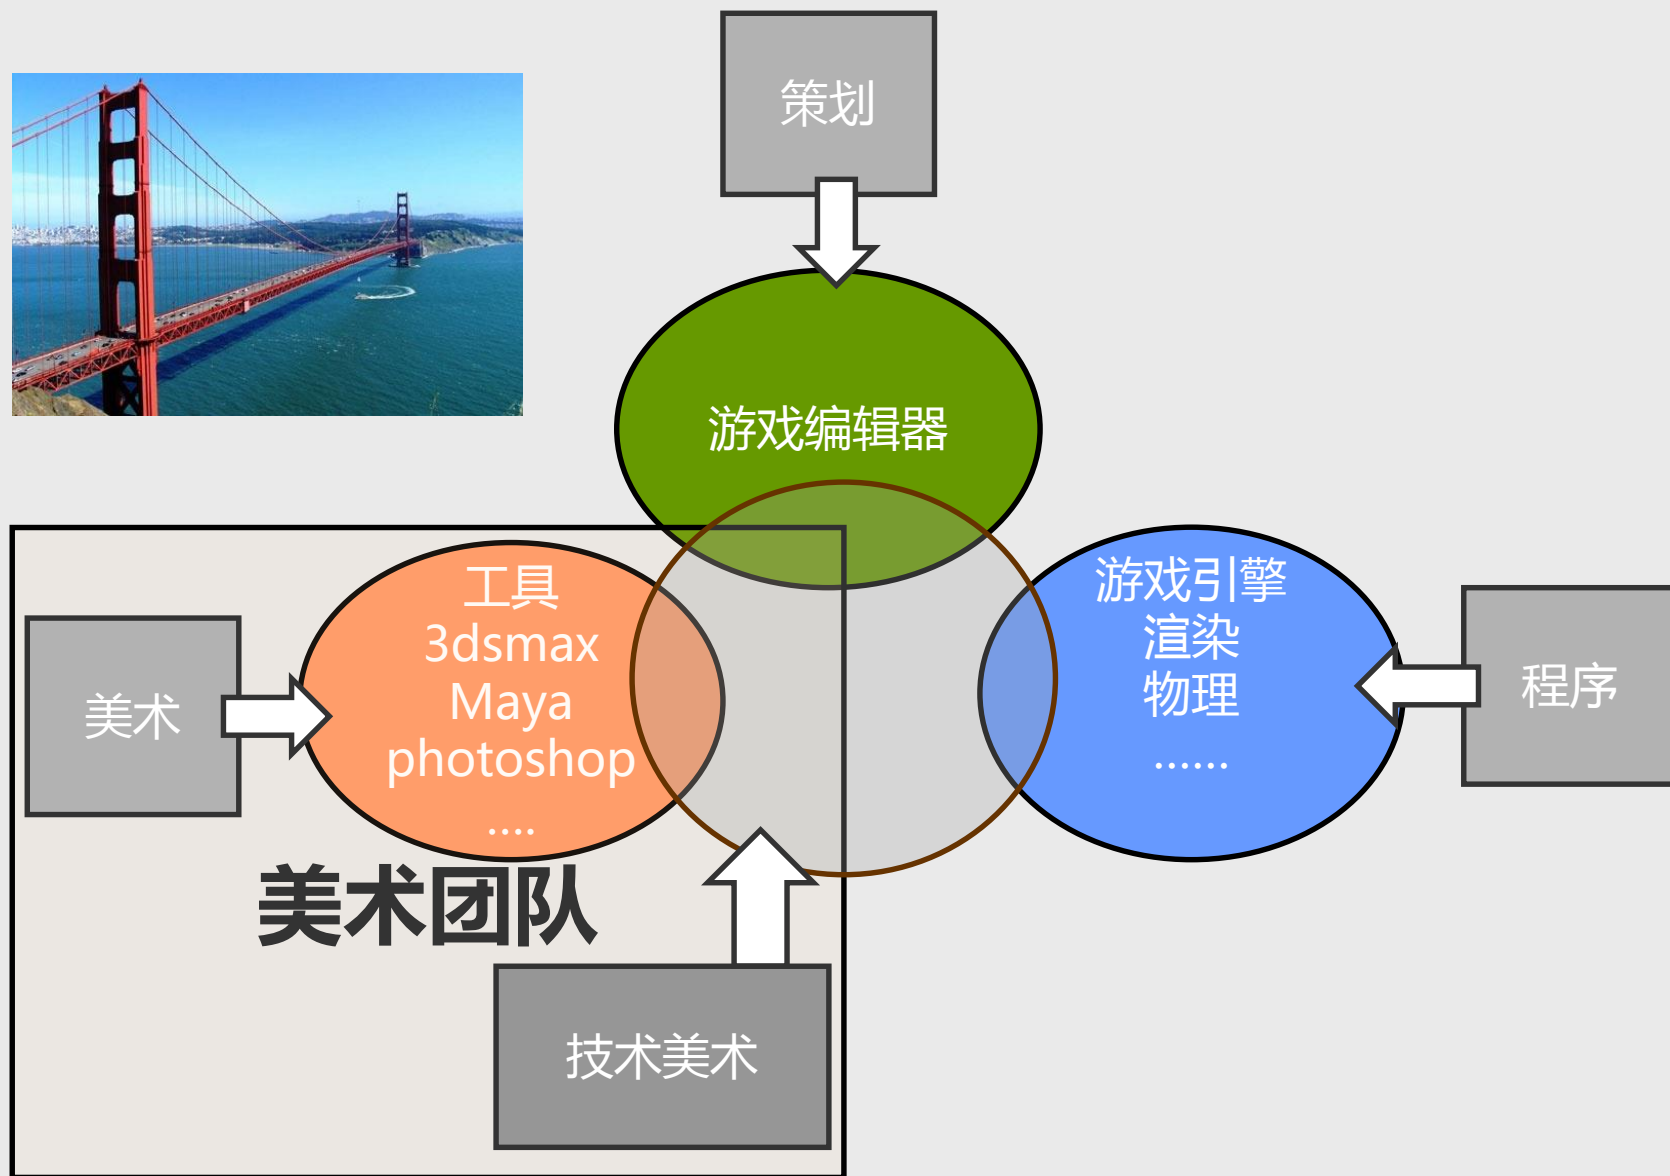 策划
游戏编辑器
工具
3dsmax
Maya
photoshop
....
游戏引擎
渲染
物理
......
美术
程序
美术团队
技术美术